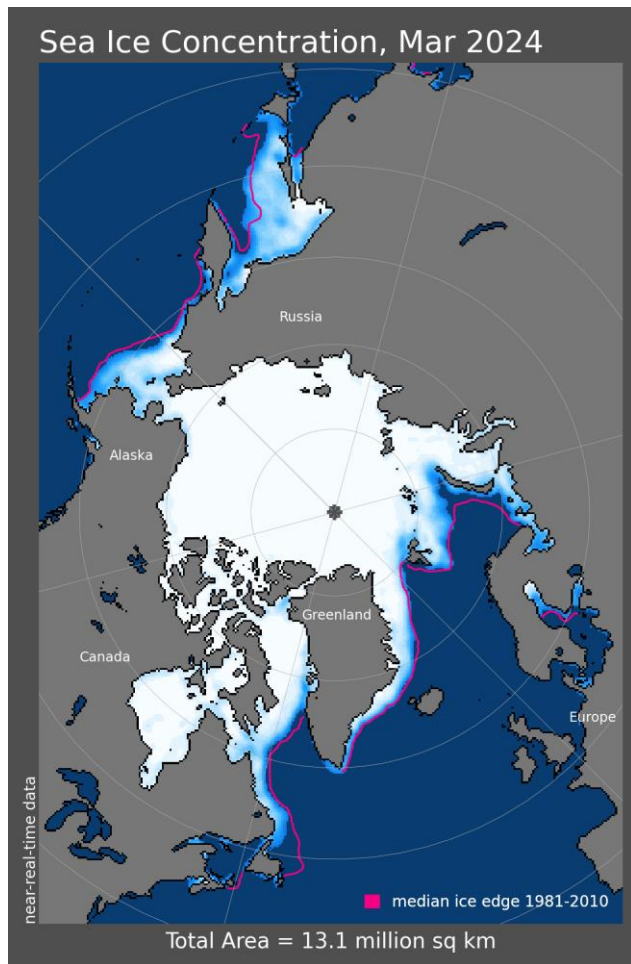 Sea Ice Concentration, Mar 2024
Russia
Alaska
Greenland
Canada
Europe
near-real-time data
median ice edge 1981-2010
Total Area = 13.1 million sq km